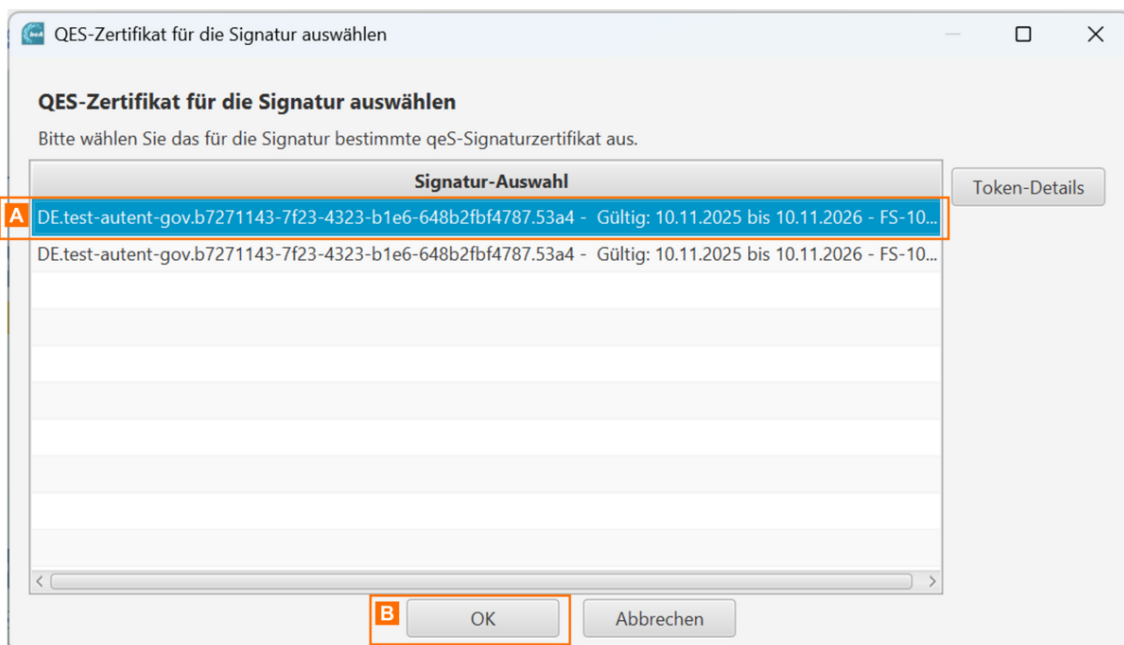 QES-Zertifikat für die Signatur auswählen
QES-Zertifikat für die Signatur auswählen
Bitte wählen Sie das für die Signatur bestimmte qeS-Signaturzertifikat aus.
Signatur-Auswahl
Token-Details
A DE.test-autent-gov.b7271143-7f23-4323-b1e6-648b2fbf4787.53a4 - Gültig: 10.11.2025 bis 10.11.2026 - FS-10...
DE.test-autent-gov.b7271143-7f23-4323-b1e6-648b2fbf4787.53a4 - Gültig: 10.11.2025 bis 10.11.2026 - FS-10...
B OK
Abbrechen